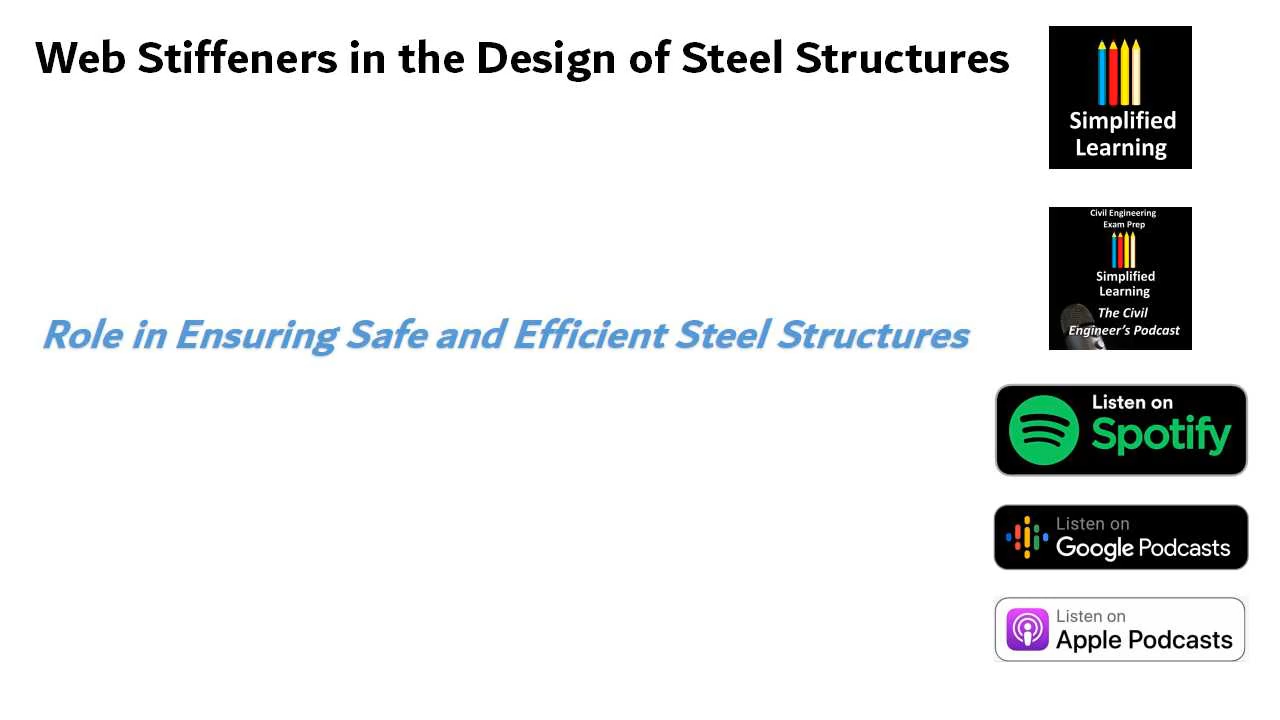 Web Stiffeners in the Design of Steel Structures
Simplified
Learning
Civil Engineering
Exam Prep
Simplified
Learning
The Civil
Engineer's Podcast
Role in Ensuring Safe and Efficient Steel Structures
Listen on
Spotify
Listen on
Google Podcasts
Listen on
Apple Podcasts